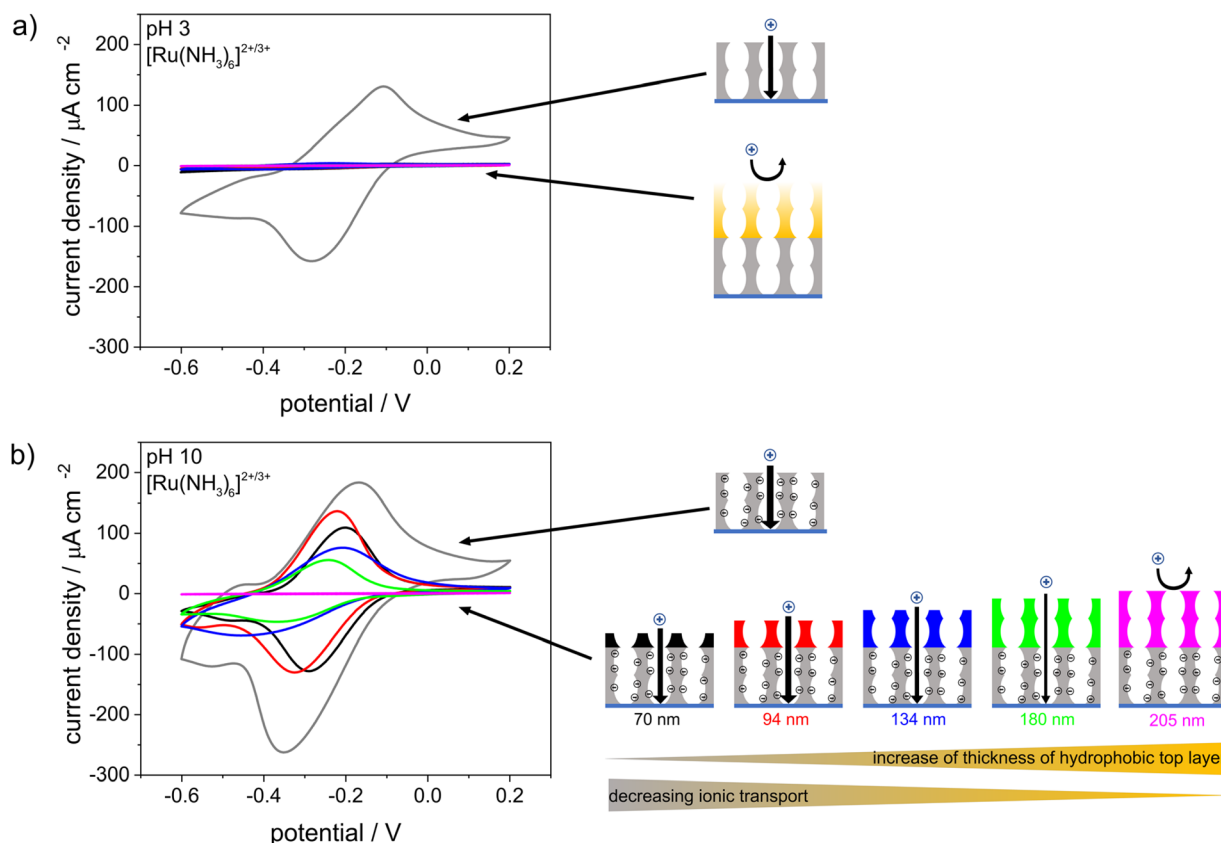 a)
pH 3
[Ru(NH₃)₆]²⁺/³⁺
current density / µA cm ⁻²
200
100
0
-100
-200
-300
-0.6
-0.4
-0.2
0.0
0.2
potential / V
+
+
b)
pH 10
[Ru(NH₃)₆]²⁺/³⁺
current density / µA cm ⁻²
200
100
0
-100
-200
-300
-0.6
-0.4
-0.2
0.0
0.2
potential / V
70 nm
94 nm
134 nm
180 nm
205 nm
increase of thickness of hydrophobic top laye
decreasing ionic transport